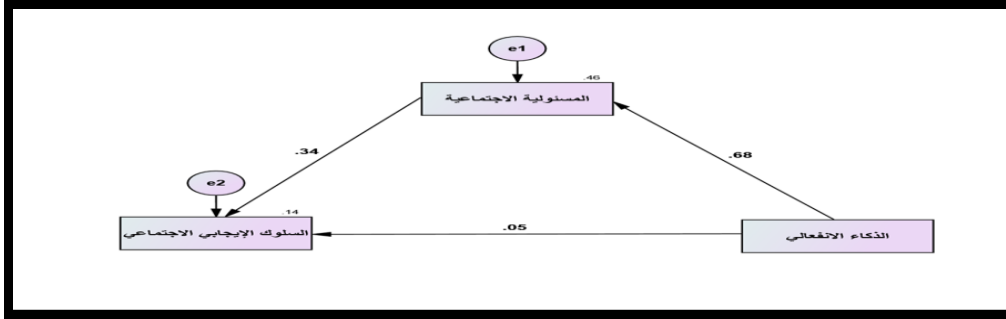 e1
.46
المسئولية الاجتماعية
.34
.68
e2
.14
السلوك الإيجابي الاجتماعي
.05
الذكاء الانفعالي